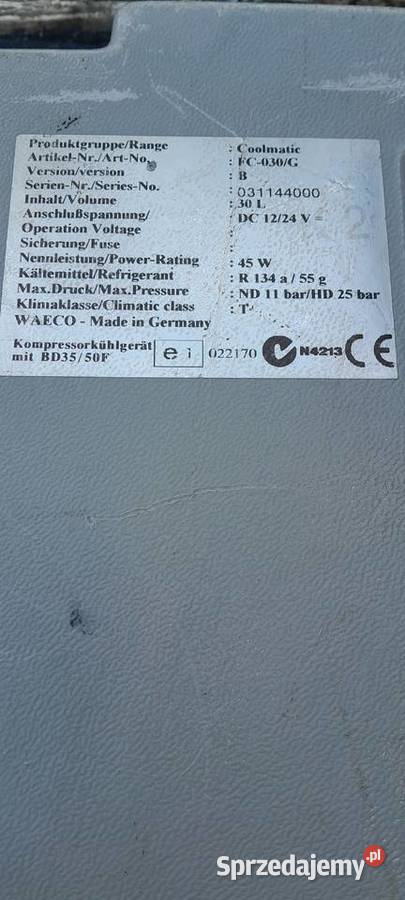 Produktgruppe/Range : Coolmatic
Artikel-Nr./Art-No. : FC-030/G
Version/version : B
Serien-Nr./Series-No. : 031144000
Inhalt/Volume : 30 L
Anschlußspannung/ : DC 12/24 V =
Operation Voltage :
Sicherung/Fuse :
Nennleistung/Power-Rating : 45 W
Kältemittel/Refrigerant : R 134 a / 55 g
Max.Druck/Max.Pressure : ND 11 bar/HD 25 bar
Klimaklasse/Climatic class : T
WAECO - Made in Germany
Kompressorkühlgerät
mit BD35/50F
e 1 022170 N4213 CE
Sprzedajemy.pl